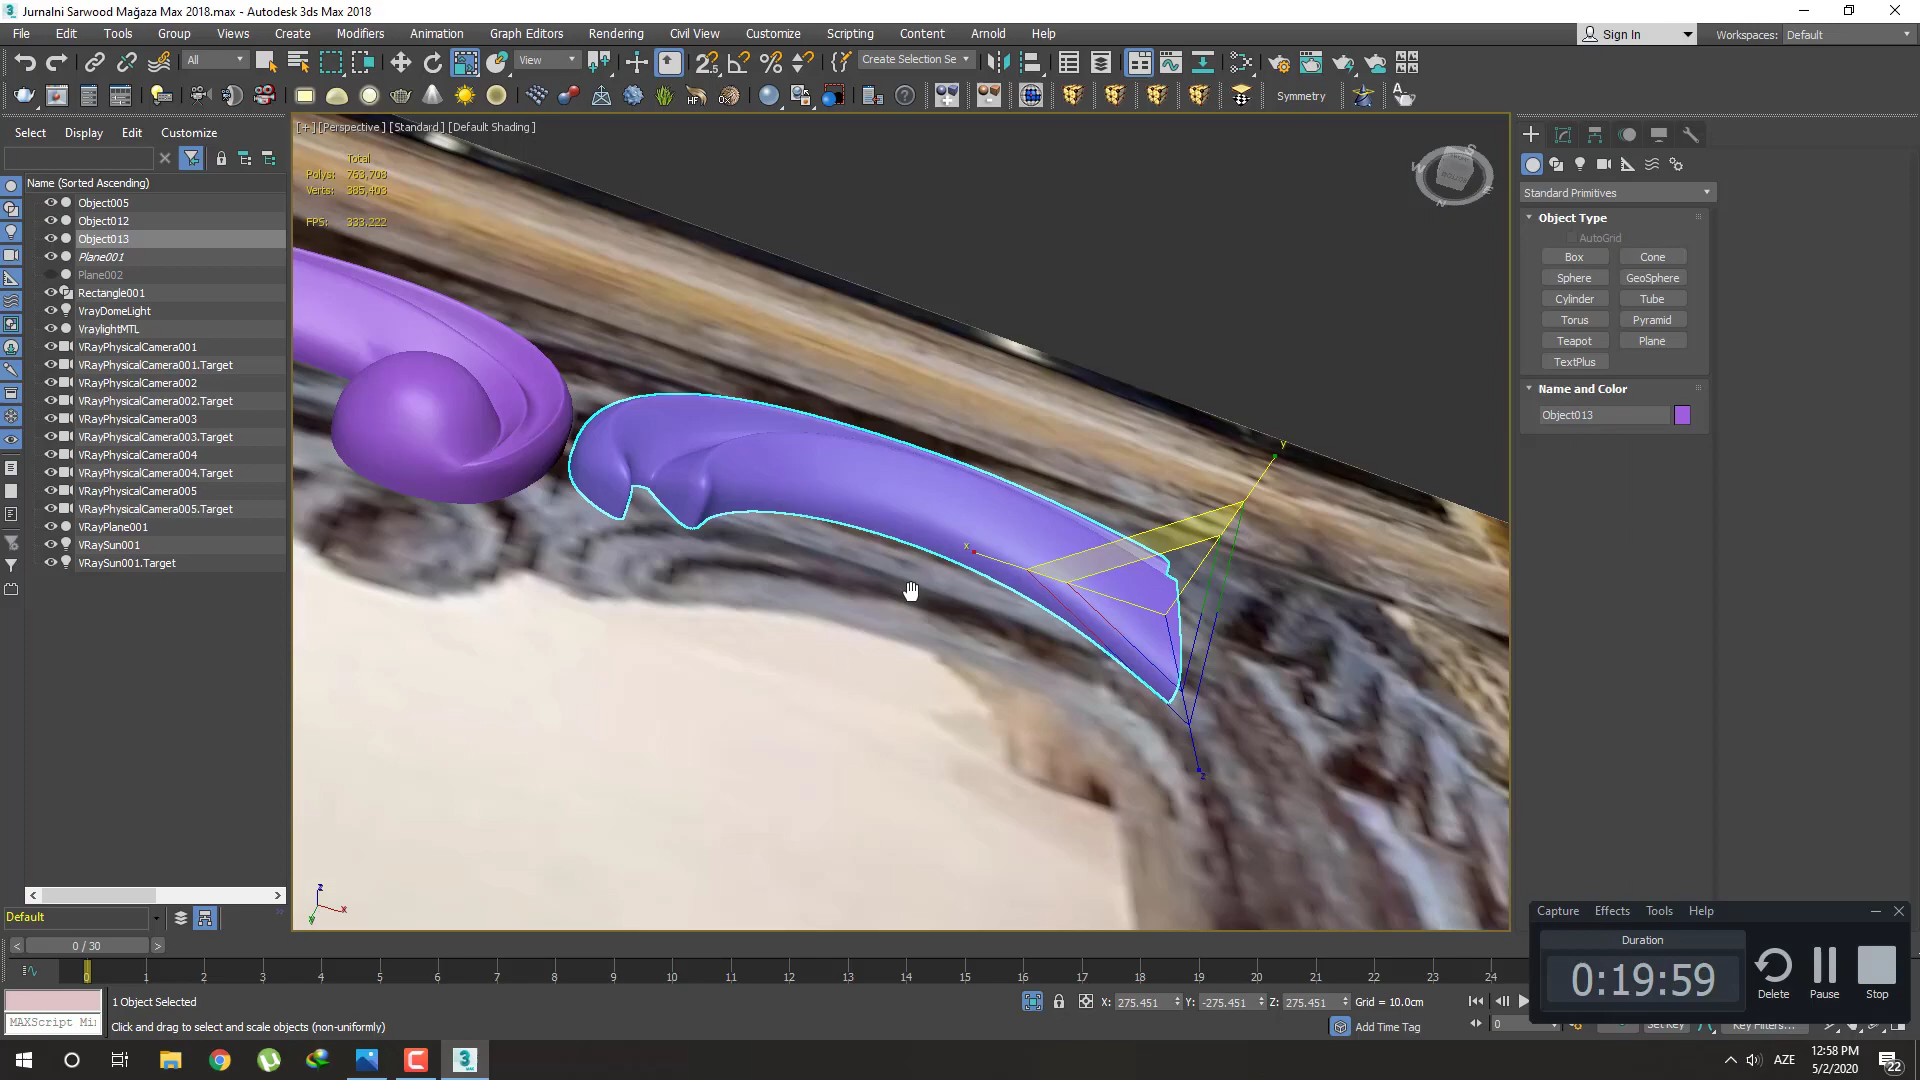 Jurnalni Sarwood Mağaza Max 2018.max - Autodesk 3ds Max 2018
File Edit Tools Group Views Create Modifiers Animation Graph Editors Rendering Civil View Customize Scripting Content Arnold Help
Sign In Workspaces: Default
All View Create Selection Se
HF Symmetry
Select Display Edit Customize
[+] [Perspective] [Standard] [Default Shading]
Name (Sorted Ascending)
Object005
Object012
Object013
Plane001
Plane002
Rectangle001
VrayDomeLight
VraylightMTL
VRayPhysicalCamera001
VRayPhysicalCamera001.Target
VRayPhysicalCamera002
VRayPhysicalCamera002.Target
VRayPhysicalCamera003
VRayPhysicalCamera003.Target
VRayPhysicalCamera004
VRayPhysicalCamera004.Target
VRayPhysicalCamera005
VRayPhysicalCamera005.Target
VRayPlane001
VRaySun001
VRaySun001.Target
Total
Polys: 763,708
Verts: 385,403
FPS: 333.222
S
W
E
N
y
x
z
z
x
y
Standard Primitives
Object Type
AutoGrid
Box Cone
Sphere GeoSphere
Cylinder Tube
Torus Pyramid
Teapot Plane
TextPlus
Name and Color
Object013
Default
0 / 30
0 1 2 3 4 5 6 7 8 9 10 11 12 13 14 15 16 17 18 19 20 21 22 23 24
1 Object Selected
X: 275.451 Y: -275.451 Z: 275.451 Grid = 10.0cm
MAXScript Mi
Click and drag to select and scale objects (non-uniformly)
Add Time Tag
0
Set Key Key Filters...
Capture Effects Tools Help
Duration
0:19:59
Delete Pause Stop
AZE
12:58 PM
5/2/2020
22